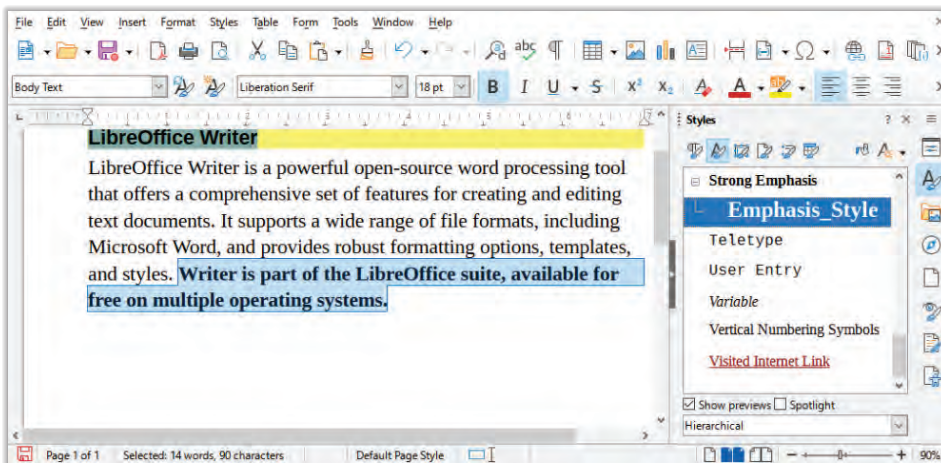 File Edit View Insert Format Styles Table Form Tools Window Help
Body Text Liberation Serif 18 pt B I U S X² X₂ A A
LibreOffice Writer
LibreOffice Writer is a powerful open-source word processing tool
that offers a comprehensive set of features for creating and editing
text documents. It supports a wide range of file formats, including
Microsoft Word, and provides robust formatting options, templates,
and styles. Writer is part of the LibreOffice suite, available for
free on multiple operating systems.
Styles
Strong Emphasis
Emphasis_Style
Teletype
User Entry
Variable
Vertical Numbering Symbols
Visited Internet Link
Show previews Spotlight
Hierarchical
Page 1 of 1 Selected: 14 words, 90 characters Default Page Style 90%